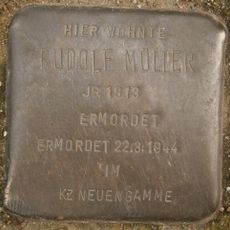 HIER WOHNTE
RUDOLF MÜLLER
JG. 1913
ERMORDET
ERMORDET 22.3.1944
IM
KZ NEUENGAMME